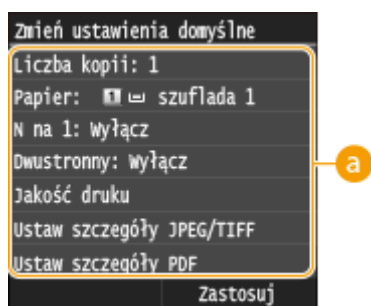 Zmień ustawienia domyślne
Liczba kopii: 1
Papier: 1 szuflada 1
N na 1: Wyłącz
Dwustronny: Wyłącz
Jakość druku
Ustaw szczegóły JPEG/TIFF
Ustaw szczegóły PDF
Zastosuj
a